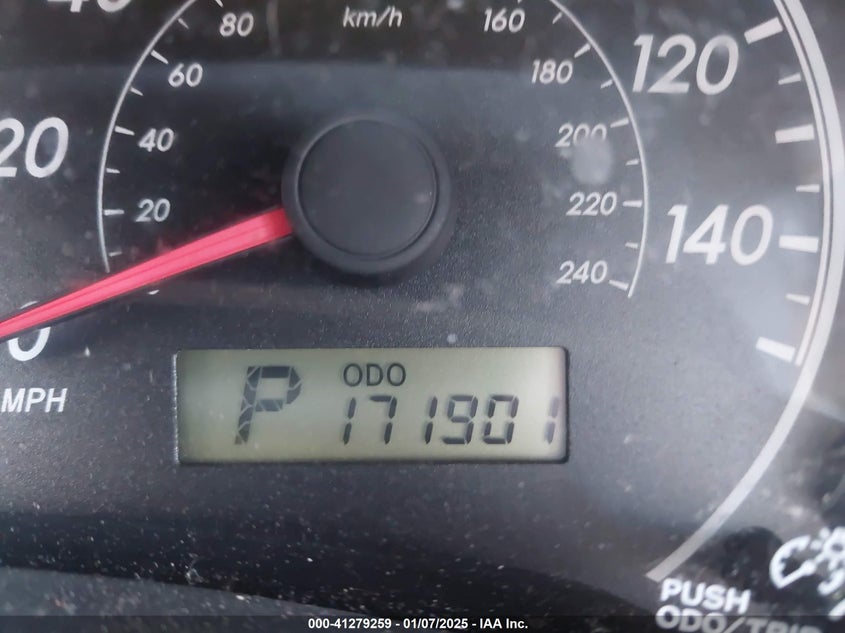 80 km/h 160
60 180 120
20 40 200
20 220 140
0 240
MPH
P ODO
171901
PUSH
ODO/TRIP
000-41279259 - 01/07/2025 - IAA Inc.